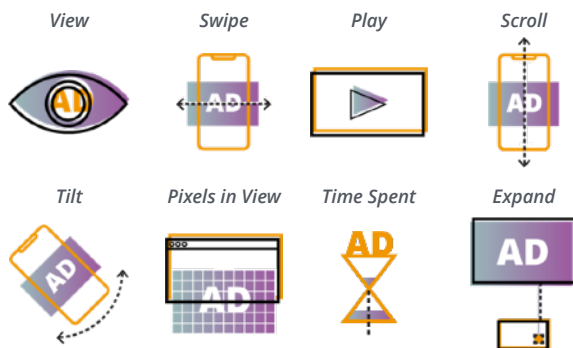 View Swipe Play Scroll
AD AD AD
Tilt Pixels in View Time Spent Expand
AD AD AD AD